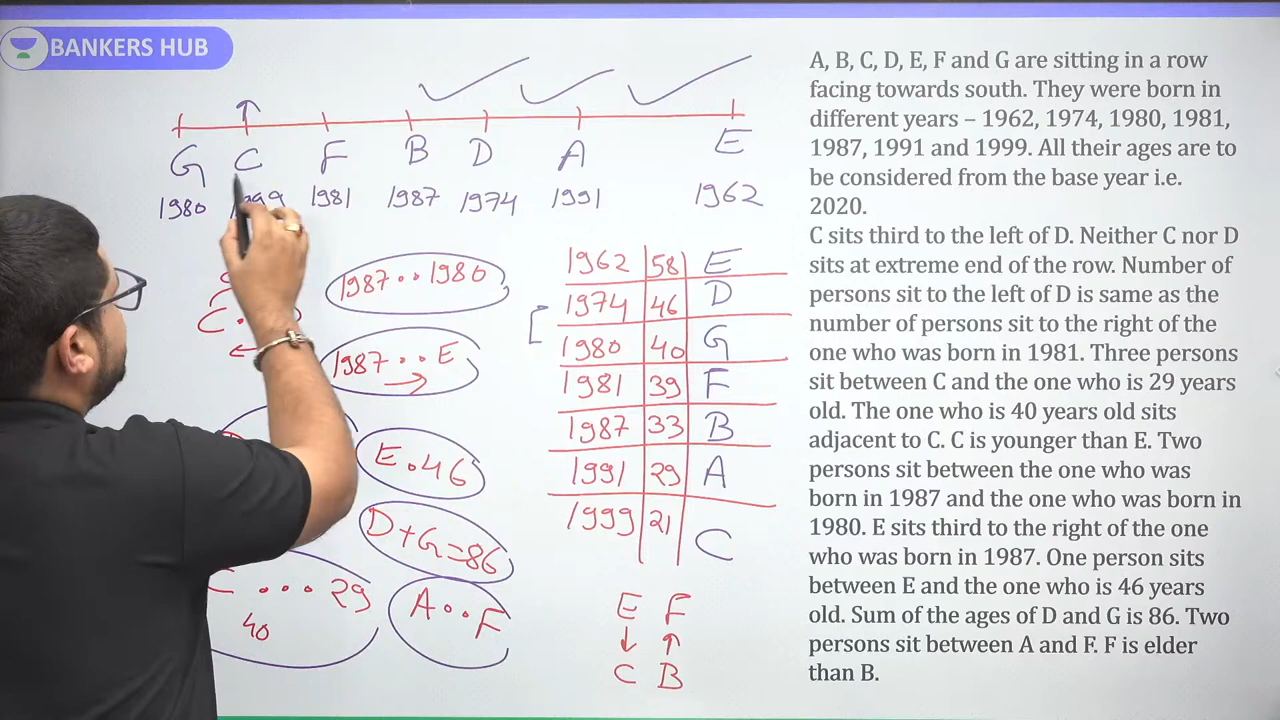 BANKERS HUB
G C F B D A E
1980 1999 1981 1987 1974 1991 1962
1987 . . 1980
1987 . . E
E . 46
D + G = 86
A . . F
C .
. . . 29
40
1962 58 E
1974 46 D
1980 40 G
1981 39 F
1987 33 B
1991 29 A
1999 21 C
E F
↓ ↑
C B
A, B, C, D, E, F and G are sitting in a row
facing towards south. They were born in
different years – 1962, 1974, 1980, 1981,
1987, 1991 and 1999. All their ages are to
be considered from the base year i.e.
2020.
C sits third to the left of D. Neither C nor D
sits at extreme end of the row. Number of
persons sit to the left of D is same as the
number of persons sit to the right of the
one who was born in 1981. Three persons
sit between C and the one who is 29 years
old. The one who is 40 years old sits
adjacent to C. C is younger than E. Two
persons sit between the one who was
born in 1987 and the one who was born in
1980. E sits third to the right of the one
who was born in 1987. One person sits
between E and the one who is 46 years
old. Sum of the ages of D and G is 86. Two
persons sit between A and F. F is elder
than B.